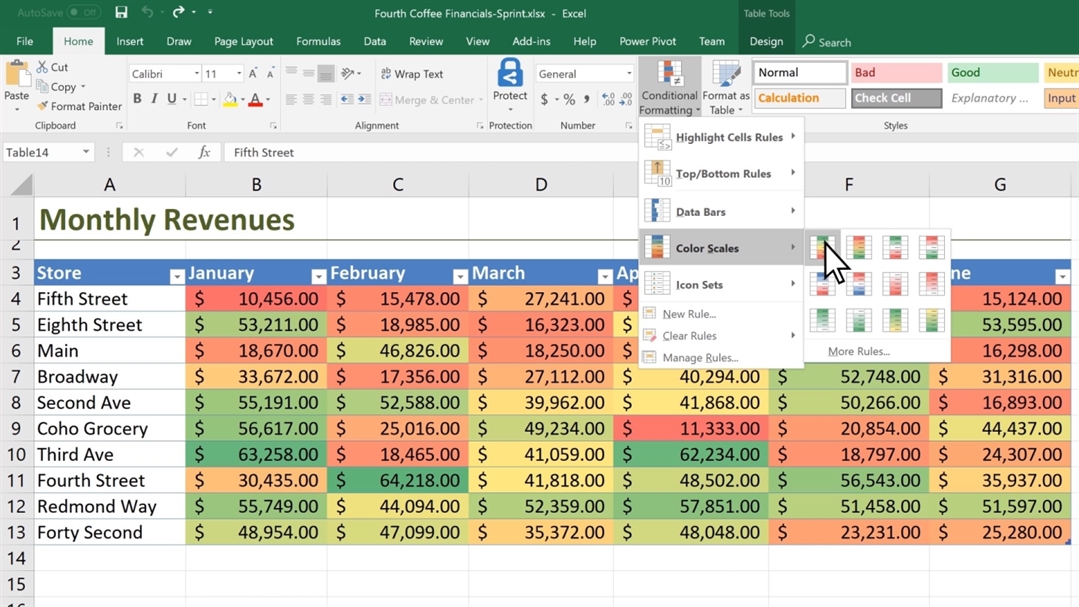 AutoSave Off Fourth Coffee Financials-Sprint.xlsx - Excel Table Tools
File Home Insert Draw Page Layout Formulas Data Review View Add-ins Help Power Pivot Team Design Search
Paste Cut Calibri 11 A A Wrap Text Protect General Conditional Formatting Format as Table Normal Bad Good Neutr
Copy
Format Painter B I U A Merge & Center $ % , Calculation Check Cell Explanatory ... Input
Clipboard Font Alignment Protection Number Styles
Table14 fx Fifth Street
Highlight Cells Rules
Top/Bottom Rules
Data Bars
Color Scales
Icon Sets
New Rule...
Clear Rules
Manage Rules...
More Rules...
A B C D F G
1 Monthly Revenues
2
3 Store January February March Ap ne
4 Fifth Street $ 10,456.00 $ 15,478.00 $ 27,241.00 $ 15,124.00
5 Eighth Street $ 53,211.00 $ 18,985.00 $ 16,323.00 $ 53,595.00
6 Main $ 18,670.00 $ 46,826.00 $ 18,250.00 $ 16,298.00
7 Broadway $ 33,672.00 $ 17,356.00 $ 27,112.00 $ 40,294.00 $ 52,748.00 $ 31,316.00
8 Second Ave $ 55,191.00 $ 52,588.00 $ 39,962.00 $ 41,868.00 $ 50,266.00 $ 16,893.00
9 Coho Grocery $ 56,617.00 $ 25,016.00 $ 49,234.00 $ 11,333.00 $ 20,854.00 $ 44,437.00
10 Third Ave $ 63,258.00 $ 18,465.00 $ 41,059.00 $ 62,234.00 $ 18,797.00 $ 24,307.00
11 Fourth Street $ 30,435.00 $ 64,218.00 $ 41,818.00 $ 48,502.00 $ 56,543.00 $ 35,937.00
12 Redmond Way $ 55,749.00 $ 44,094.00 $ 52,359.00 $ 57,851.00 $ 51,458.00 $ 51,597.00
13 Forty Second $ 48,954.00 $ 47,099.00 $ 35,372.00 $ 48,048.00 $ 23,231.00 $ 25,280.00
14
15